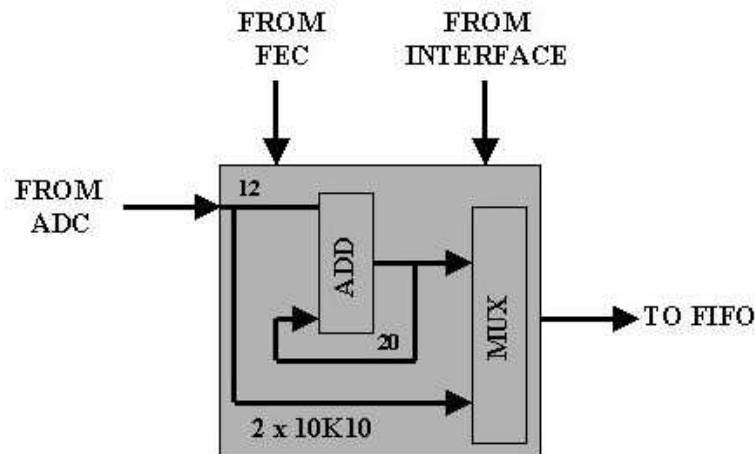 FROM
FEC
FROM
INTERFACE
FROM
ADC
12
ADD
20
MUX
TO FIFO
2 x 10K10